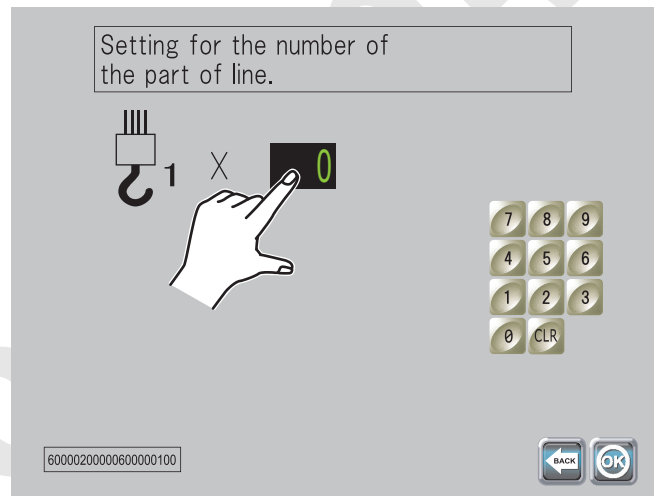 Setting for the number of
the part of line.
1 X 0
7 8 9
4 5 6
1 2 3
0 CLR
60000200000600000100
BACK OK